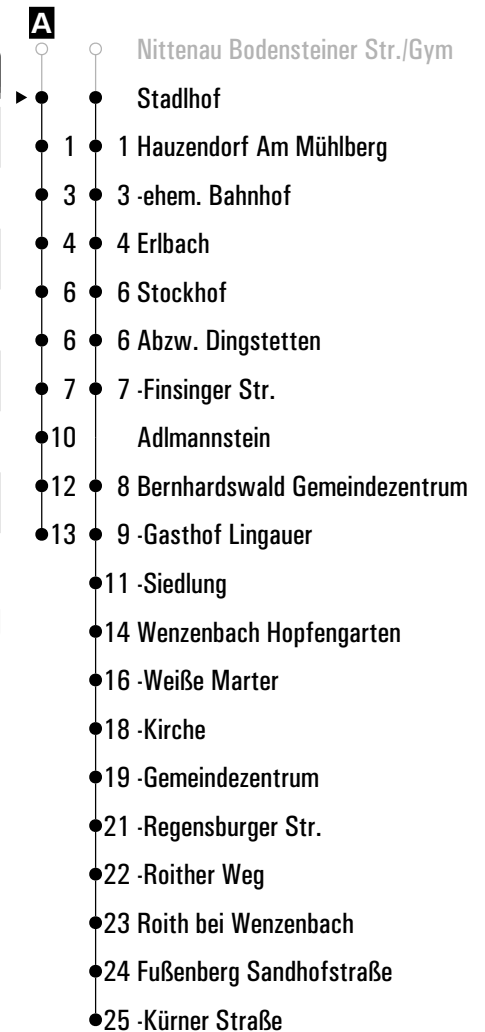 A
Nittenau Bodensteiner Str./Gym
Stadlhof
1 1 Hauzendorf Am Mühlberg
3 3 -ehem. Bahnhof
4 4 Erlbach
6 6 Stockhof
6 6 Abzw. Dingstetten
7 7 -Finsinger Str.
10 Adlmannstein
12 8 Bernhardswald Gemeindezentrum
13 9 -Gasthof Lingauer
11 -Siedlung
14 Wenzenbach Hopfengarten
16 -Weiße Marter
18 -Kirche
19 -Gemeindezentrum
21 -Regensburger Str.
22 -Roither Weg
23 Roith bei Wenzenbach
24 Fußenberg Sandhofstraße
25 -Kürner Straße